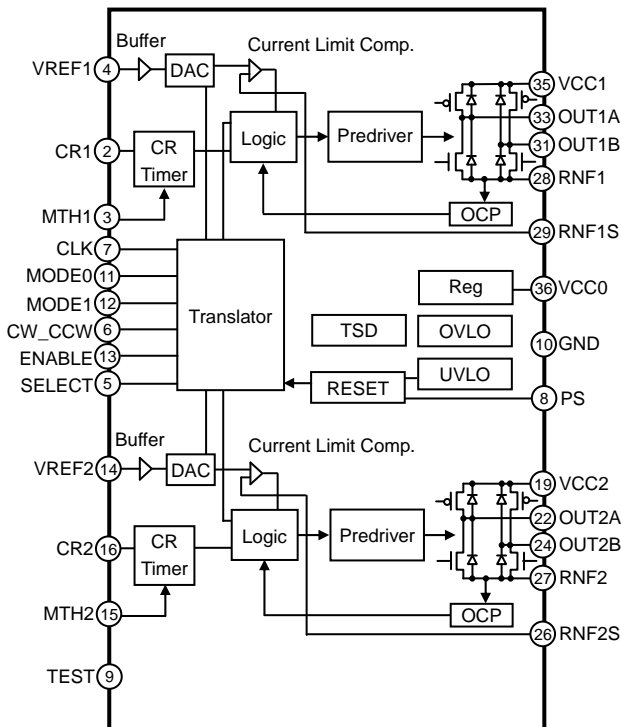 Buffer
Current Limit Comp.
VREF1 4
DAC
35 VCC1
33 OUT1A
CR1 2
CR
Timer
Logic
Predriver
31 OUT1B
28 RNF1
MTH1 3
OCP
29 RNF1S
CLK 7
MODE0 11
MODE1 12
CW_CCW 6
ENABLE 13
SELECT 5
Translator
Reg
36 VCC0
TSD
OVLO
10 GND
UVLO
RESET
8 PS
Buffer
Current Limit Comp.
VREF2 14
DAC
19 VCC2
22 OUT2A
CR2 16
CR
Timer
Logic
Predriver
24 OUT2B
27 RNF2
MTH2 15
OCP
26 RNF2S
TEST 9